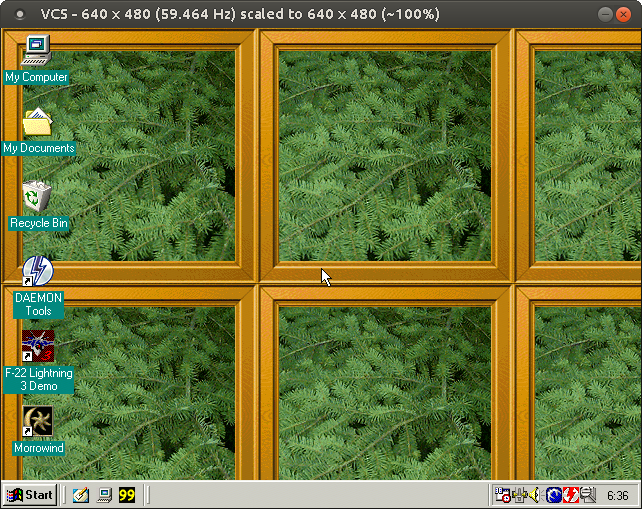 VCS - 640 x 480 (59.464 Hz) scaled to 640 x 480 (~100%)
My Computer
My Documents
Recycle Bin
DAEMON
Tools
3
F-22 Lightning
3 Demo
Morrowind
Start
99
6:36